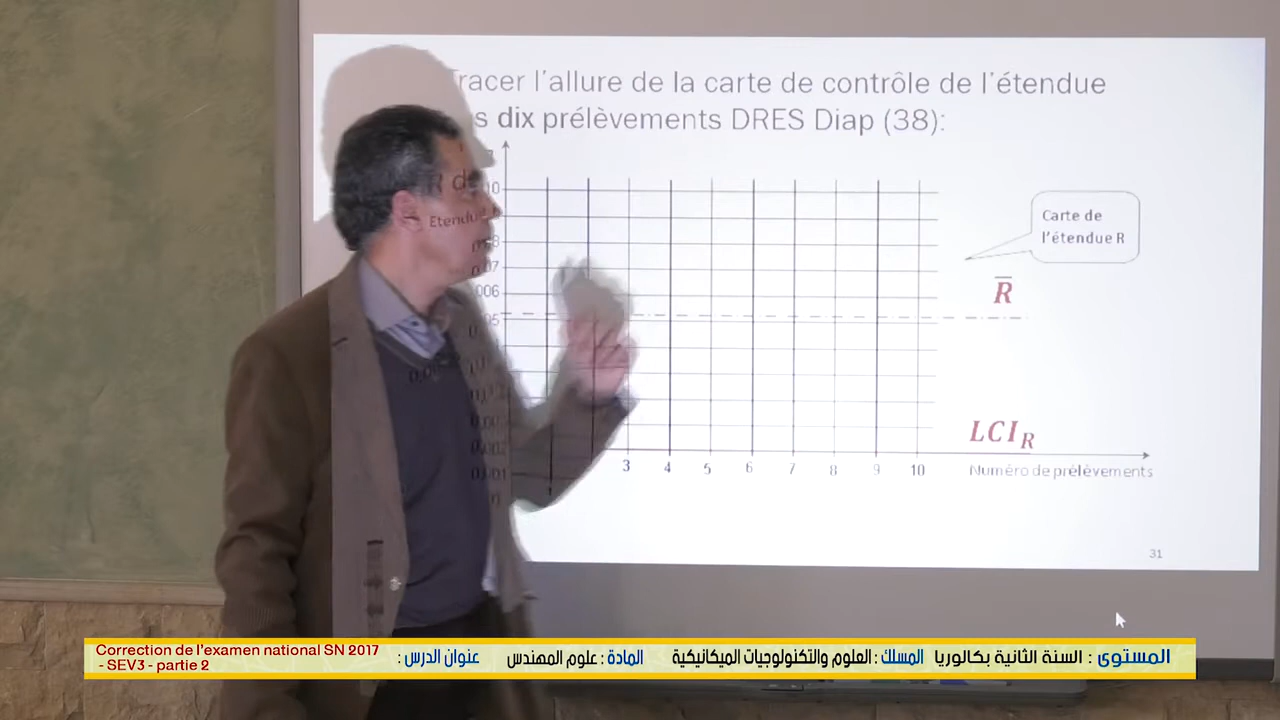 racer l'allure de la carte de contrôle de l'étendue
s dix prélèvements DRES Diap (38):
Carte de
l'étendue R
R̅
LCI_R
3 4 5 6 7 8 9 10
Numéro de prélévements
31
Correction de l'examen national SN 2017
- SEV3 - partie 2
عنوان الدرس :
المادة : علوم المهندس
المسلك : العلوم والتكنولوجيات الميكانيكية
المستوى : السنة الثانية بكالوريا